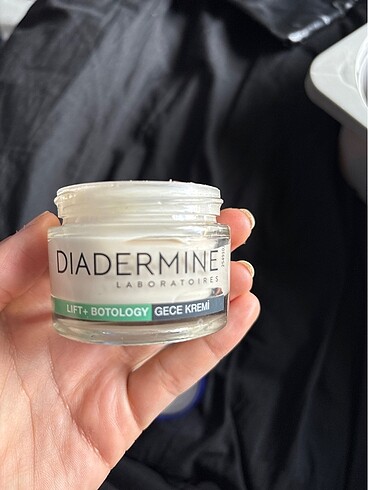 DIADERMINE
LABORATOIRES
LIFT+ BOTOLOGY GECE KREMİ